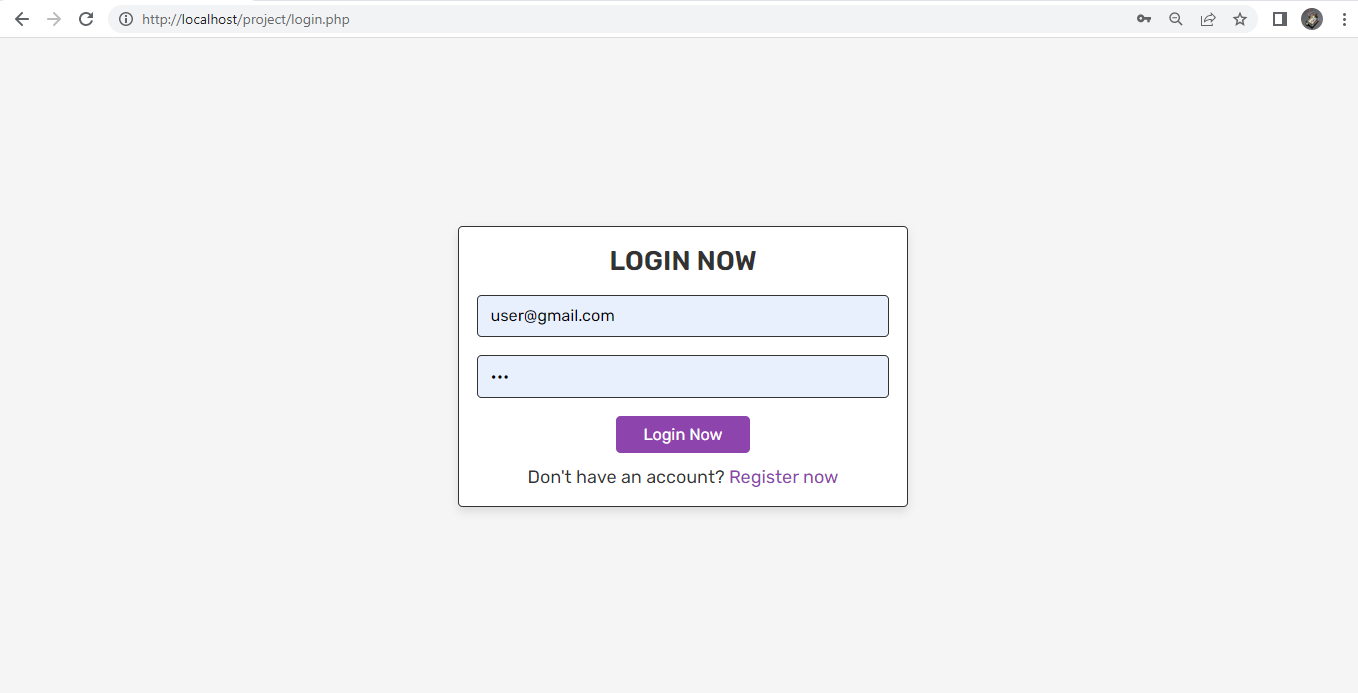 http://localhost/project/login.php
LOGIN NOW
user@gmail.com
•••
Login Now
Don't have an account? Register now